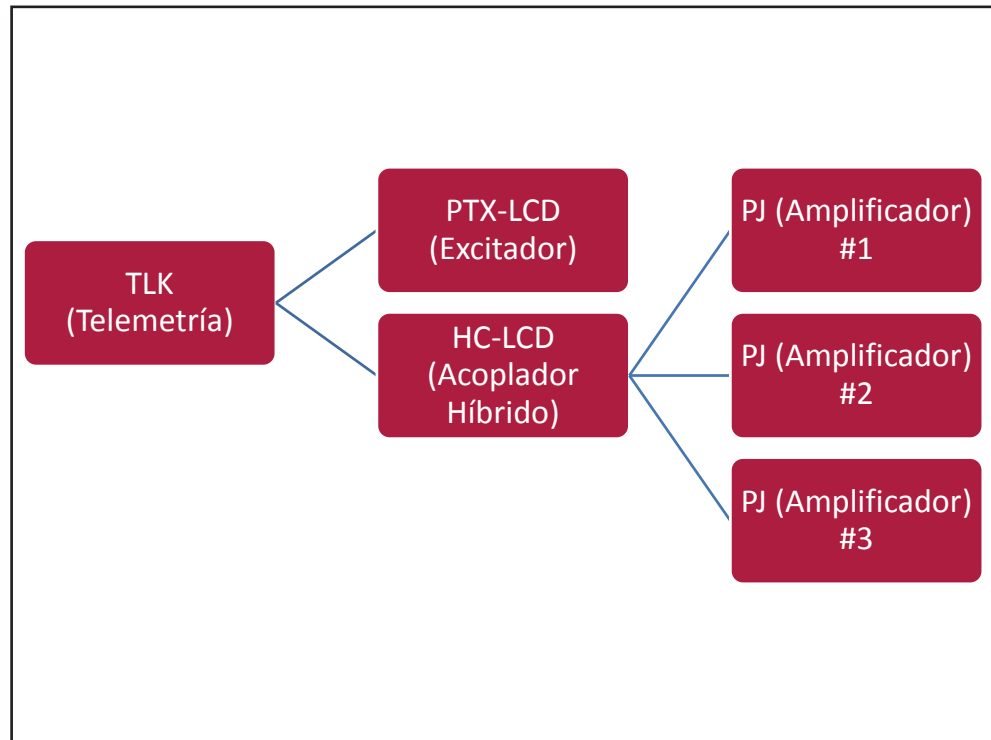 TLK
(Telemetría)
PTX-LCD
(Excitador)
HC-LCD
(Acoplador
Híbrido)
PJ (Amplificador)
#1
PJ (Amplificador)
#2
PJ (Amplificador)
#3